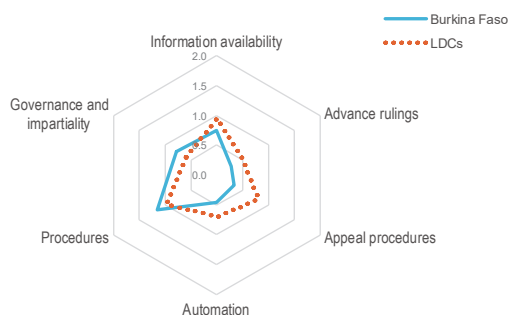 Burkina Faso
LDCs
Information availability
2.0
1.5
1.0
0.5
0.0
Governance and
impartiality
Advance rulings
Procedures
Appeal procedures
Automation